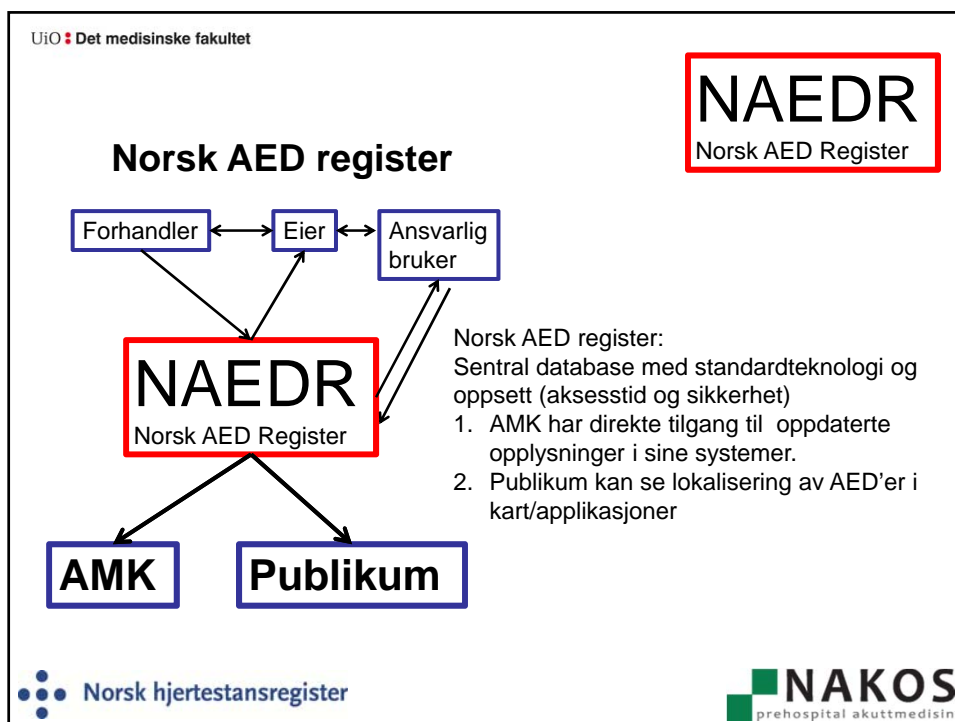 UiO Det medisinske fakultet
NAEDR
Norsk AED Register
Norsk AED register
Forhandler
Eier
Ansvarlig
bruker
NAEDR
Norsk AED Register
Norsk AED register:
Sentral database med standardteknologi og
oppsett (aksesstid og sikkerhet)
1. AMK har direkte tilgang til oppdaterte
opplysninger i sine systemer.
2. Publikum kan se lokalisering av AED’er i
kart/applikasjoner
AMK
Publikum
Norsk hjertestansregister
NAKOS
prehospital akuttmedisin